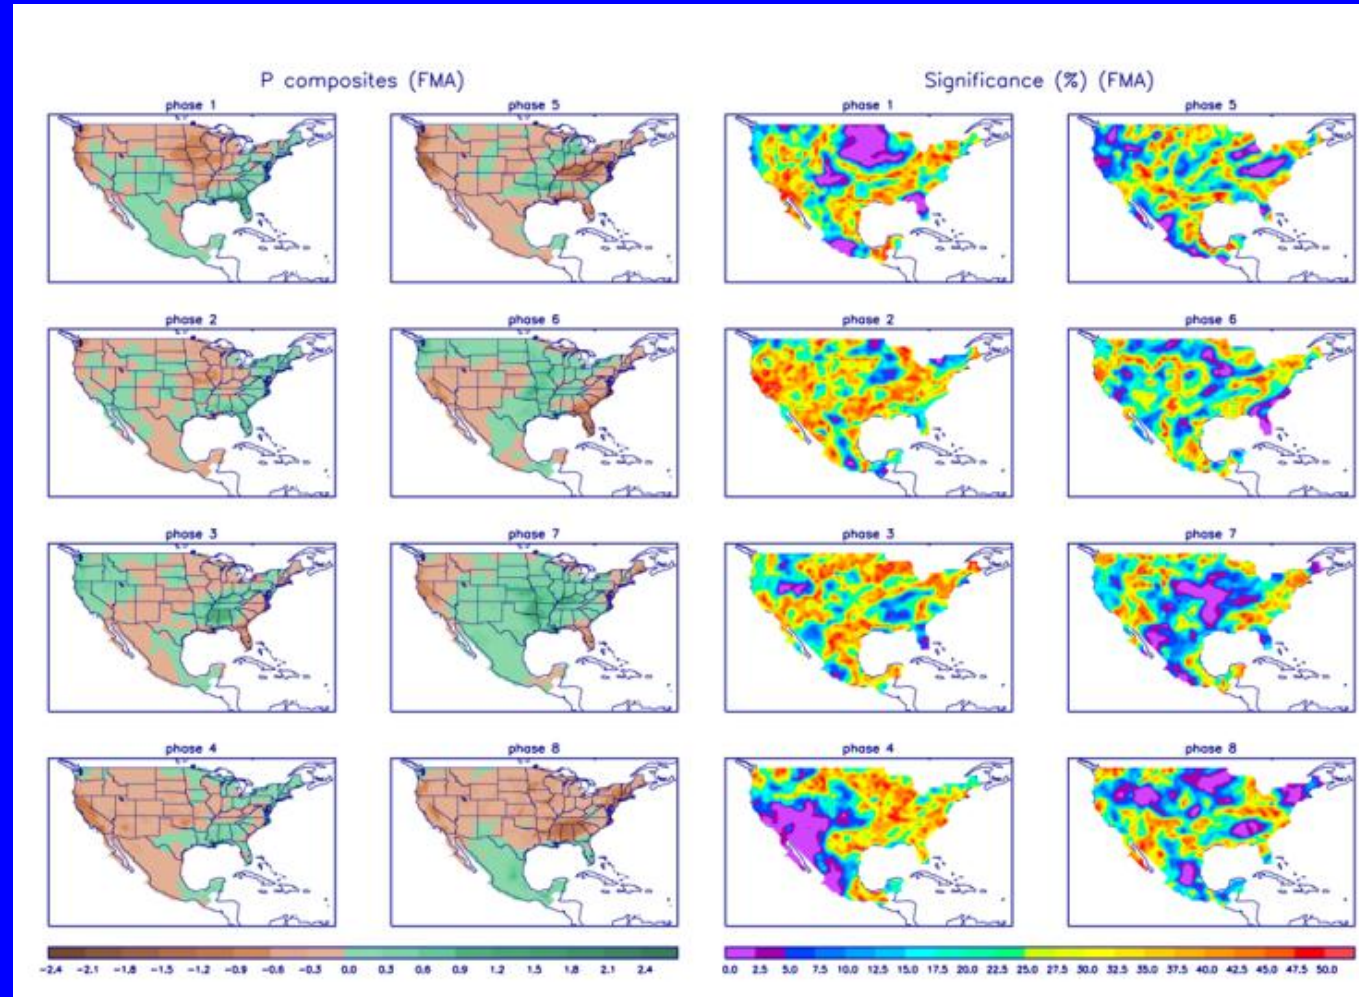 P composites (FMA)
Significance (%) (FMA)
phase 1
phase 5
phase 1
phase 5
phase 2
phase 6
phase 2
phase 6
phase 3
phase 7
phase 3
phase 7
phase 4
phase 8
phase 4
phase 8
-2.4 -2.1 -1.8 -1.5 -1.2 -0.9 -0.6 -0.3 0.0 0.3 0.6 0.9 1.2 1.5 1.8 2.1 2.4
0.0 2.5 5.0 7.5 10.0 12.5 15.0 17.5 20.0 22.5 25.0 27.5 30.0 32.5 35.0 37.5 40.0 42.5 45.0 47.5 50.0